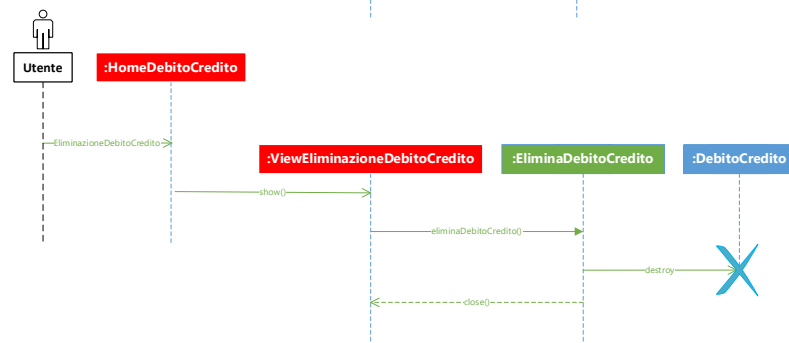 Utente
:HomeDebitoCredito
EliminazioneDebitoCredito
:ViewEliminazioneDebitoCredito
:EliminaDebitoCredito
:DebitoCredito
show()
eliminaDebitoCredito()
destroy
close()